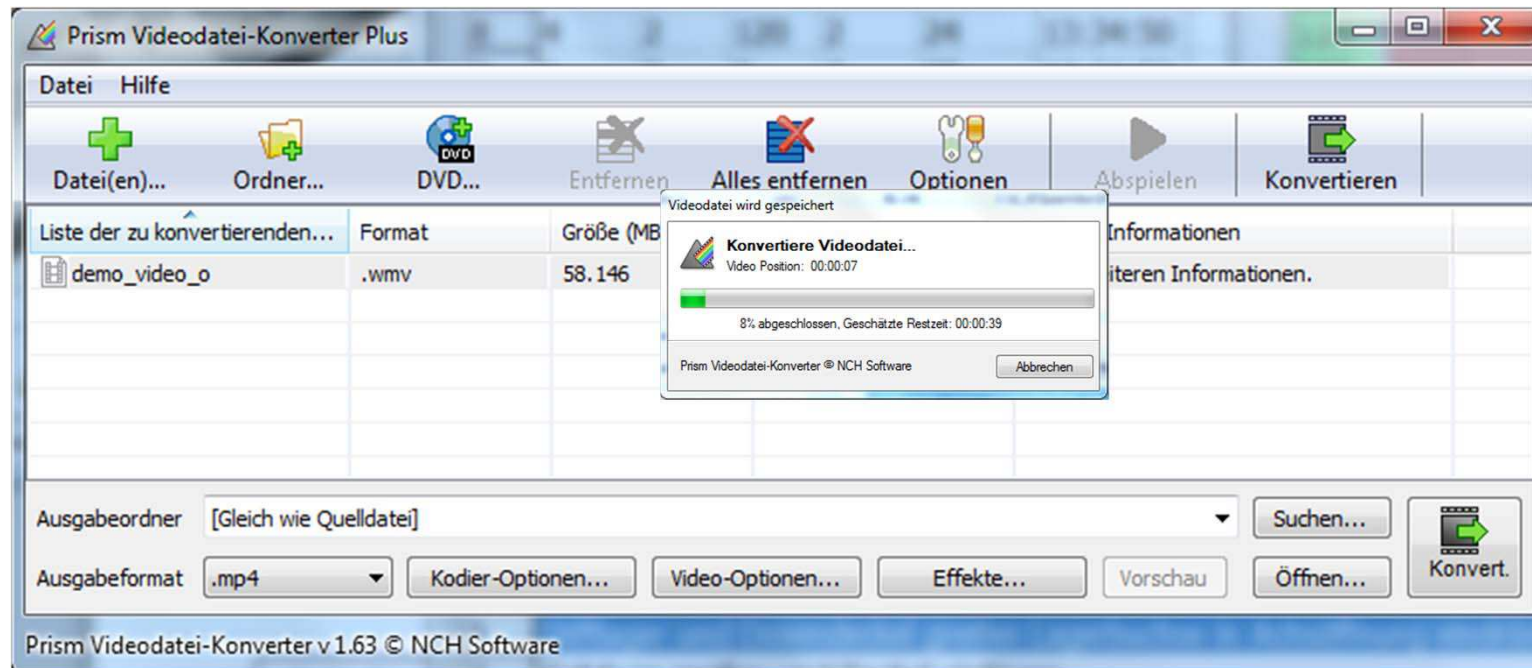 Prism Videodatei-Konverter Plus
Datei Hilfe
Datei(en)... Ordner... DVD... Entfernen Alles entfernen Optionen Abspielen Konvertieren
DVD
Videodatei wird gespeichert
Liste der zu konvertierenden... Format Größe (MB Informationen
Konvertiere Videodatei...
Video Position: 00:00:07
demo_video_o .wmv 58.146 iteren Informationen.
8% abgeschlossen, Geschätzte Restzeit: 00:00:39
Prism Videodatei-Konverter © NCH Software Abbrechen
Ausgabeordner [Gleich wie Quelldatei] Suchen...
Ausgabeformat .mp4 Kodier-Optionen... Video-Optionen... Effekte... Vorschau Öffnen... Konvert.
Prism Videodatei-Konverter v 1.63 © NCH Software